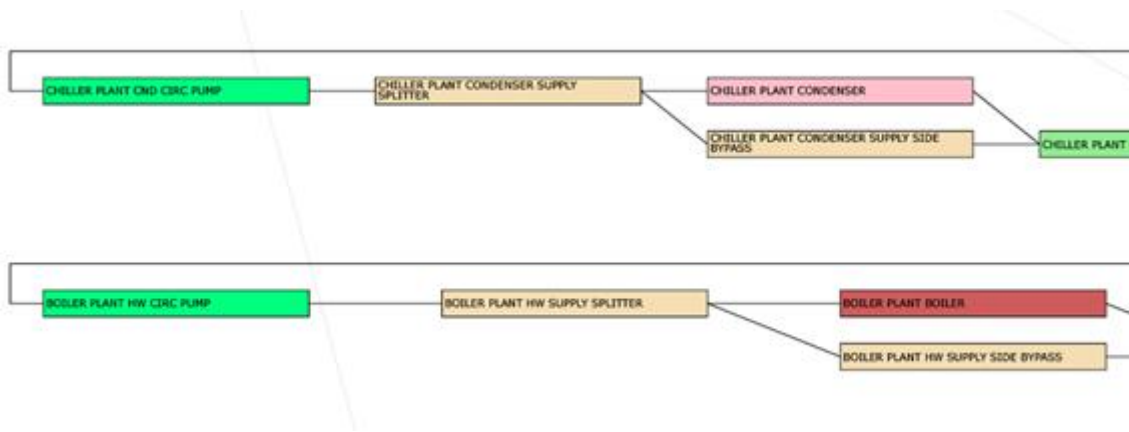 CHILLER PLANT CND CIRC PUMP
CHILLER PLANT CONDENSER SUPPLY
SPLITTER
CHILLER PLANT CONDENSER
CHILLER PLANT CONDENSER SUPPLY SIDE
BYPASS
CHILLER PLANT
BOILER PLANT HW CIRC PUMP
BOILER PLANT HW SUPPLY SPLITTER
BOILER PLANT BOILER
BOILER PLANT HW SUPPLY SIDE BYPASS